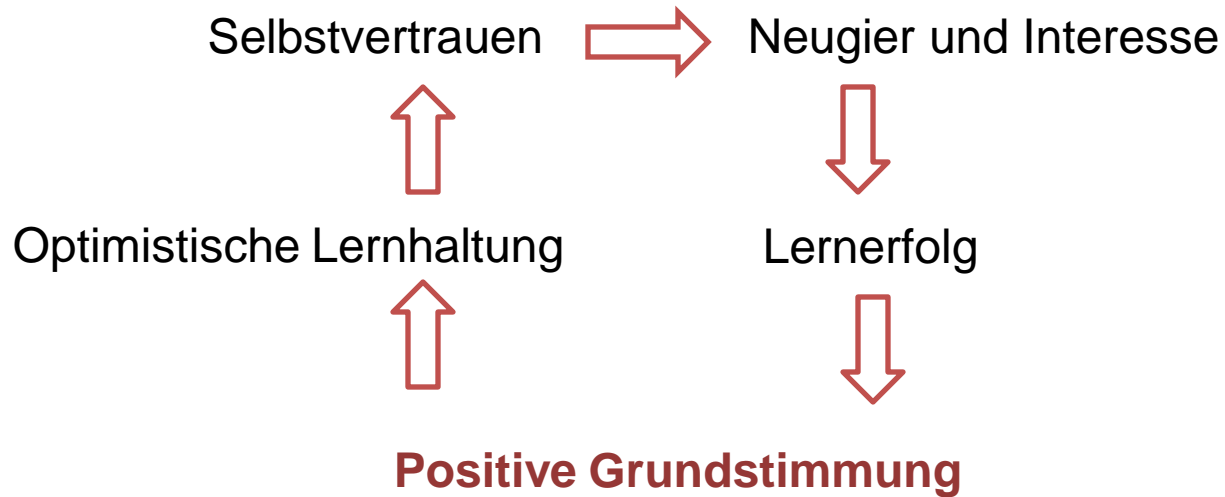 Selbstvertrauen
Neugier und Interesse
Optimistische Lernhaltung
Lernerfolg
Positive Grundstimmung